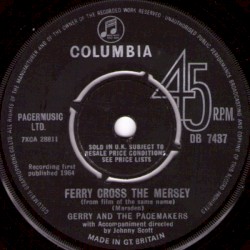 COLUMBIA
PAGERMUSIC
LTD.
7XCA 28811
SOLD IN U.K. SUBJECT TO
RESALE PRICE CONDITIONS
SEE PRICE LISTS
45
R.P.M.
DB 7437
Recording first
published 1964
FERRY CROSS THE MERSEY
(from film of the same name)
(Marsden)
GERRY AND THE PACEMAKERS
with Accompaniment directed
by Johnny Scott
MADE IN GT. BRITAIN